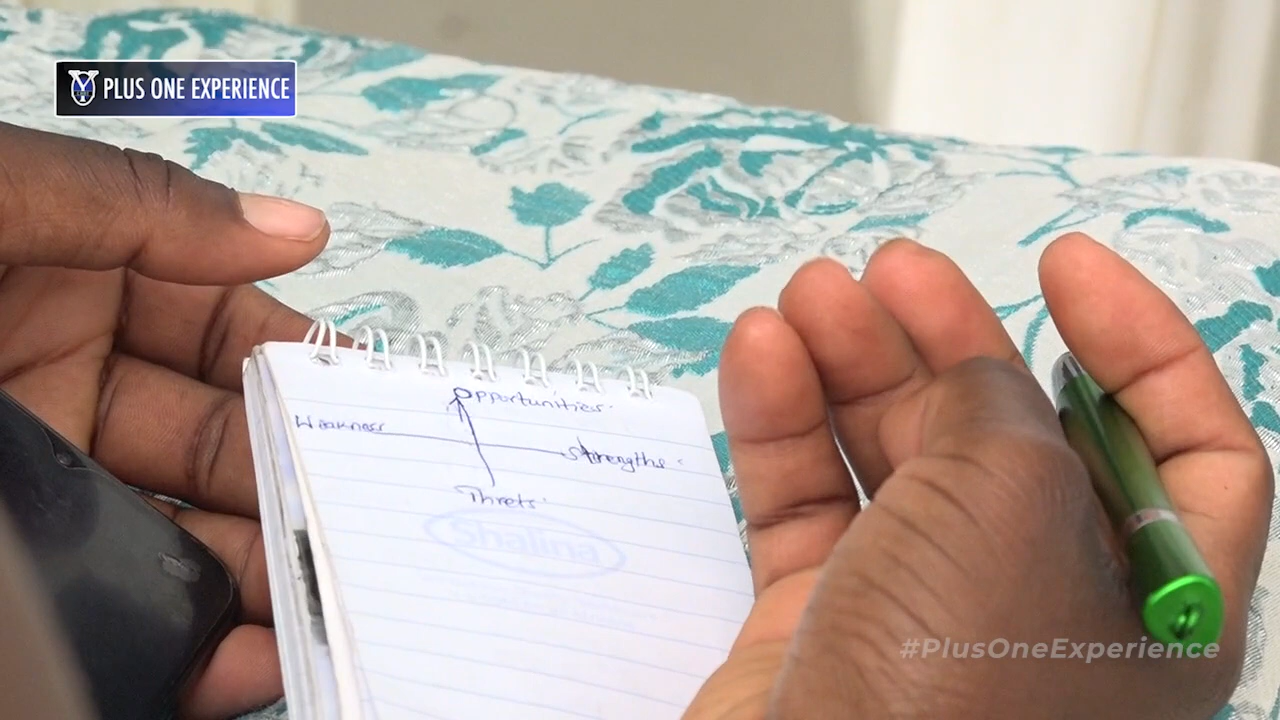 PLUS ONE EXPERIENCE
Opportunities.
Weakness
Strengths.
Threts.
Shalina
#PlusOneExperience